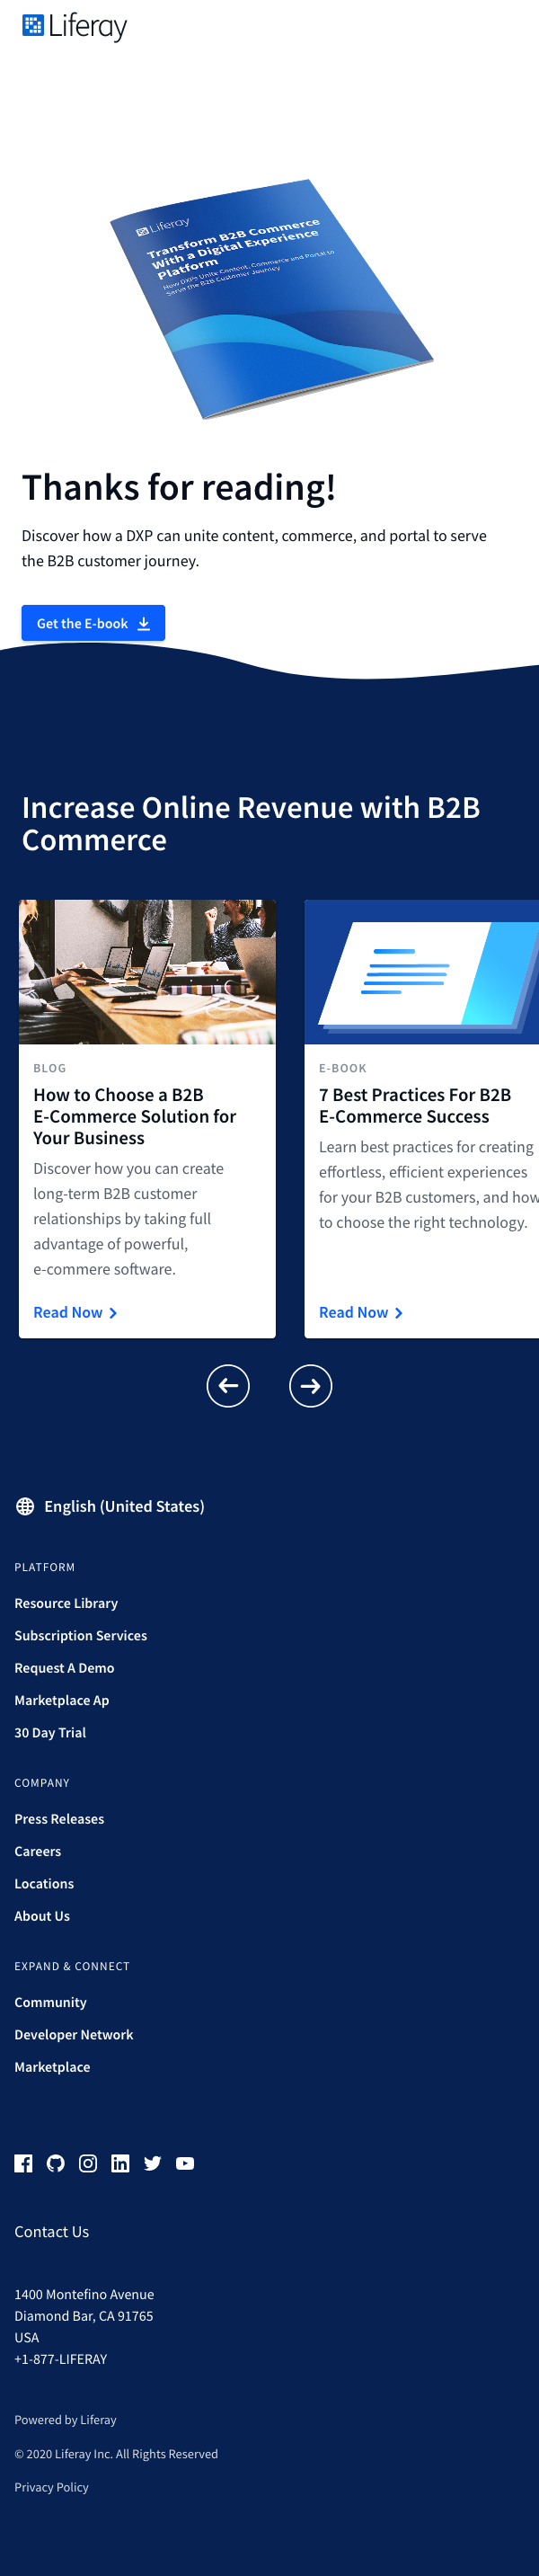 Liferay
Liferay
Transform B2B Commerce
With a Digital Experience
Platform
How DXPs Unite Content, Commerce and Portal to
Serve the B2B Customer Journey
Thanks for reading!
Discover how a DXP can unite content, commerce, and portal to serve
the B2B customer journey.
Get the E-book
Increase Online Revenue with B2B
Commerce
BLOG
How to Choose a B2B
E-Commerce Solution for
Your Business
Discover how you can create
long-term B2B customer
relationships by taking full
advantage of powerful,
e-commere software.
Read Now
E-BOOK
7 Best Practices For B2B
E-Commerce Success
Learn best practices for creating
effortless, efficient experiences
for your B2B customers, and how
to choose the right technology.
Read Now
English (United States)
PLATFORM
Resource Library
Subscription Services
Request A Demo
Marketplace Ap
30 Day Trial
COMPANY
Press Releases
Careers
Locations
About Us
EXPAND & CONNECT
Community
Developer Network
Marketplace
Contact Us
1400 Montefino Avenue
Diamond Bar, CA 91765
USA
+1-877-LIFERAY
Powered by Liferay
© 2020 Liferay Inc. All Rights Reserved
Privacy Policy